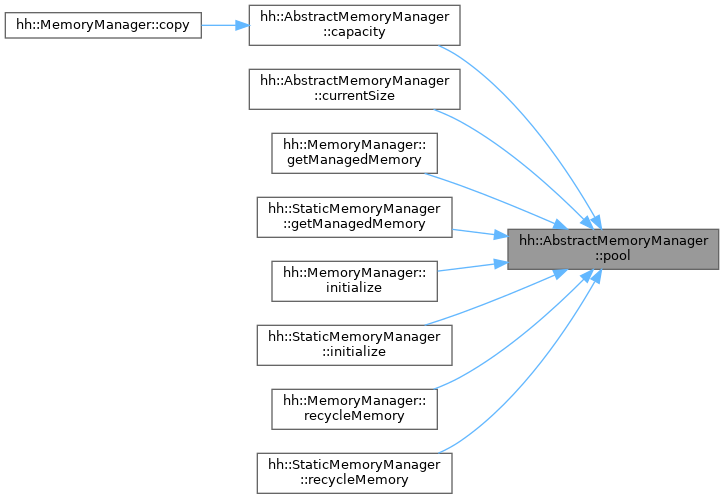 hh::MemoryManager::copy
hh::AbstractMemoryManager
::capacity
hh::AbstractMemoryManager
::currentSize
hh::MemoryManager::
getManagedMemory
hh::StaticMemoryManager
::getManagedMemory
hh::AbstractMemoryManager
::pool
hh::MemoryManager::
initialize
hh::StaticMemoryManager
::initialize
hh::MemoryManager::
recycleMemory
hh::StaticMemoryManager
::recycleMemory